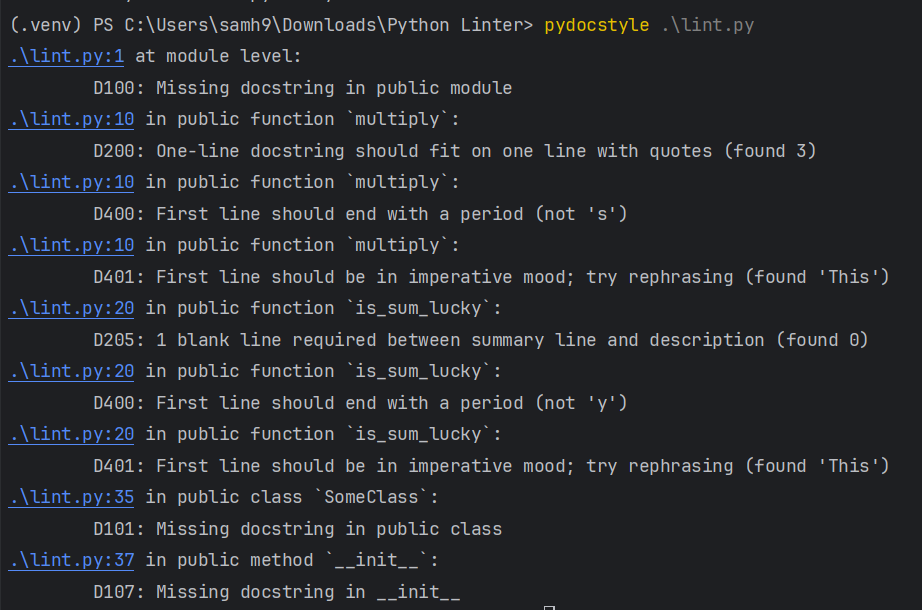 (.venv) PS C:\Users\samh9\Downloads\Python Linter> pydocstyle .\lint.py
.\lint.py:1 at module level:
        D100: Missing docstring in public module
.\lint.py:10 in public function `multiply`:
        D200: One-line docstring should fit on one line with quotes (found 3)
.\lint.py:10 in public function `multiply`:
        D400: First line should end with a period (not 's')
.\lint.py:10 in public function `multiply`:
        D401: First line should be in imperative mood; try rephrasing (found 'This')
.\lint.py:20 in public function `is_sum_lucky`:
        D205: 1 blank line required between summary line and description (found 0)
.\lint.py:20 in public function `is_sum_lucky`:
        D400: First line should end with a period (not 'y')
.\lint.py:20 in public function `is_sum_lucky`:
        D401: First line should be in imperative mood; try rephrasing (found 'This')
.\lint.py:35 in public class `SomeClass`:
        D101: Missing docstring in public class
.\lint.py:37 in public method `__init__`:
        D107: Missing docstring in __init__